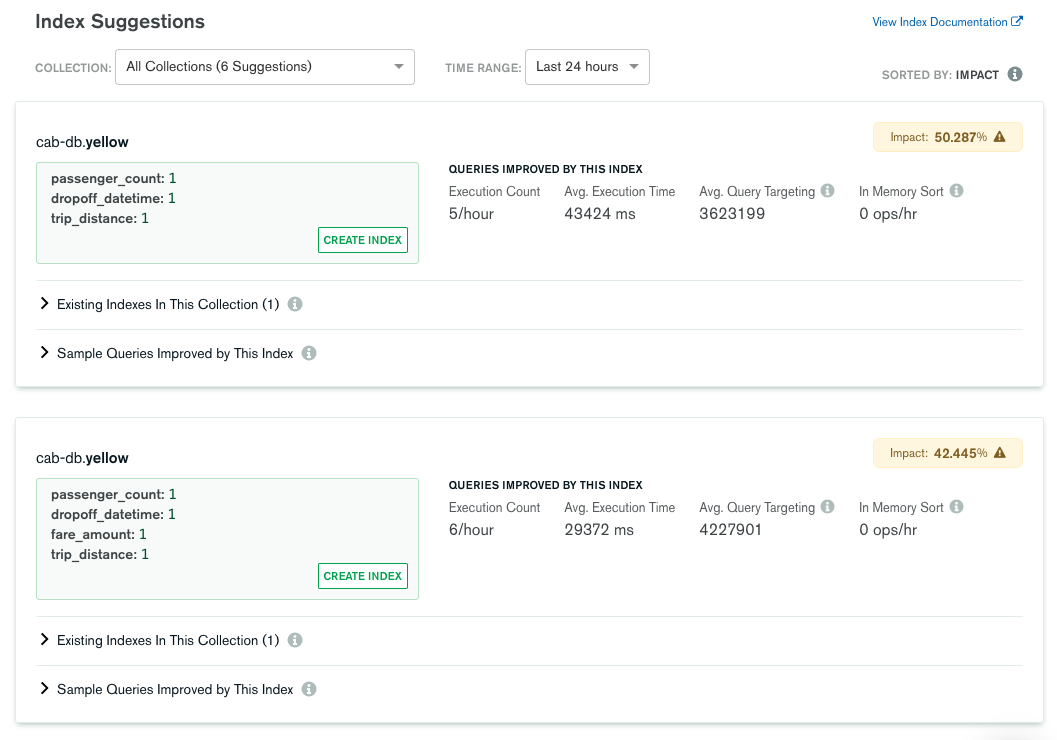 Index Suggestions
View Index Documentation
COLLECTION: All Collections (6 Suggestions) TIME RANGE: Last 24 hours SORTED BY: IMPACT
cab-db.yellow
Impact: 50.287%
passenger_count: 1
dropoff_datetime: 1
trip_distance: 1
CREATE INDEX
QUERIES IMPROVED BY THIS INDEX
Execution Count Avg. Execution Time Avg. Query Targeting In Memory Sort
5/hour 43424 ms 3623199 0 ops/hr
Existing Indexes In This Collection (1)
Sample Queries Improved by This Index
cab-db.yellow
Impact: 42.445%
passenger_count: 1
dropoff_datetime: 1
fare_amount: 1
trip_distance: 1
CREATE INDEX
QUERIES IMPROVED BY THIS INDEX
Execution Count Avg. Execution Time Avg. Query Targeting In Memory Sort
6/hour 29372 ms 4227901 0 ops/hr
Existing Indexes In This Collection (1)
Sample Queries Improved by This Index